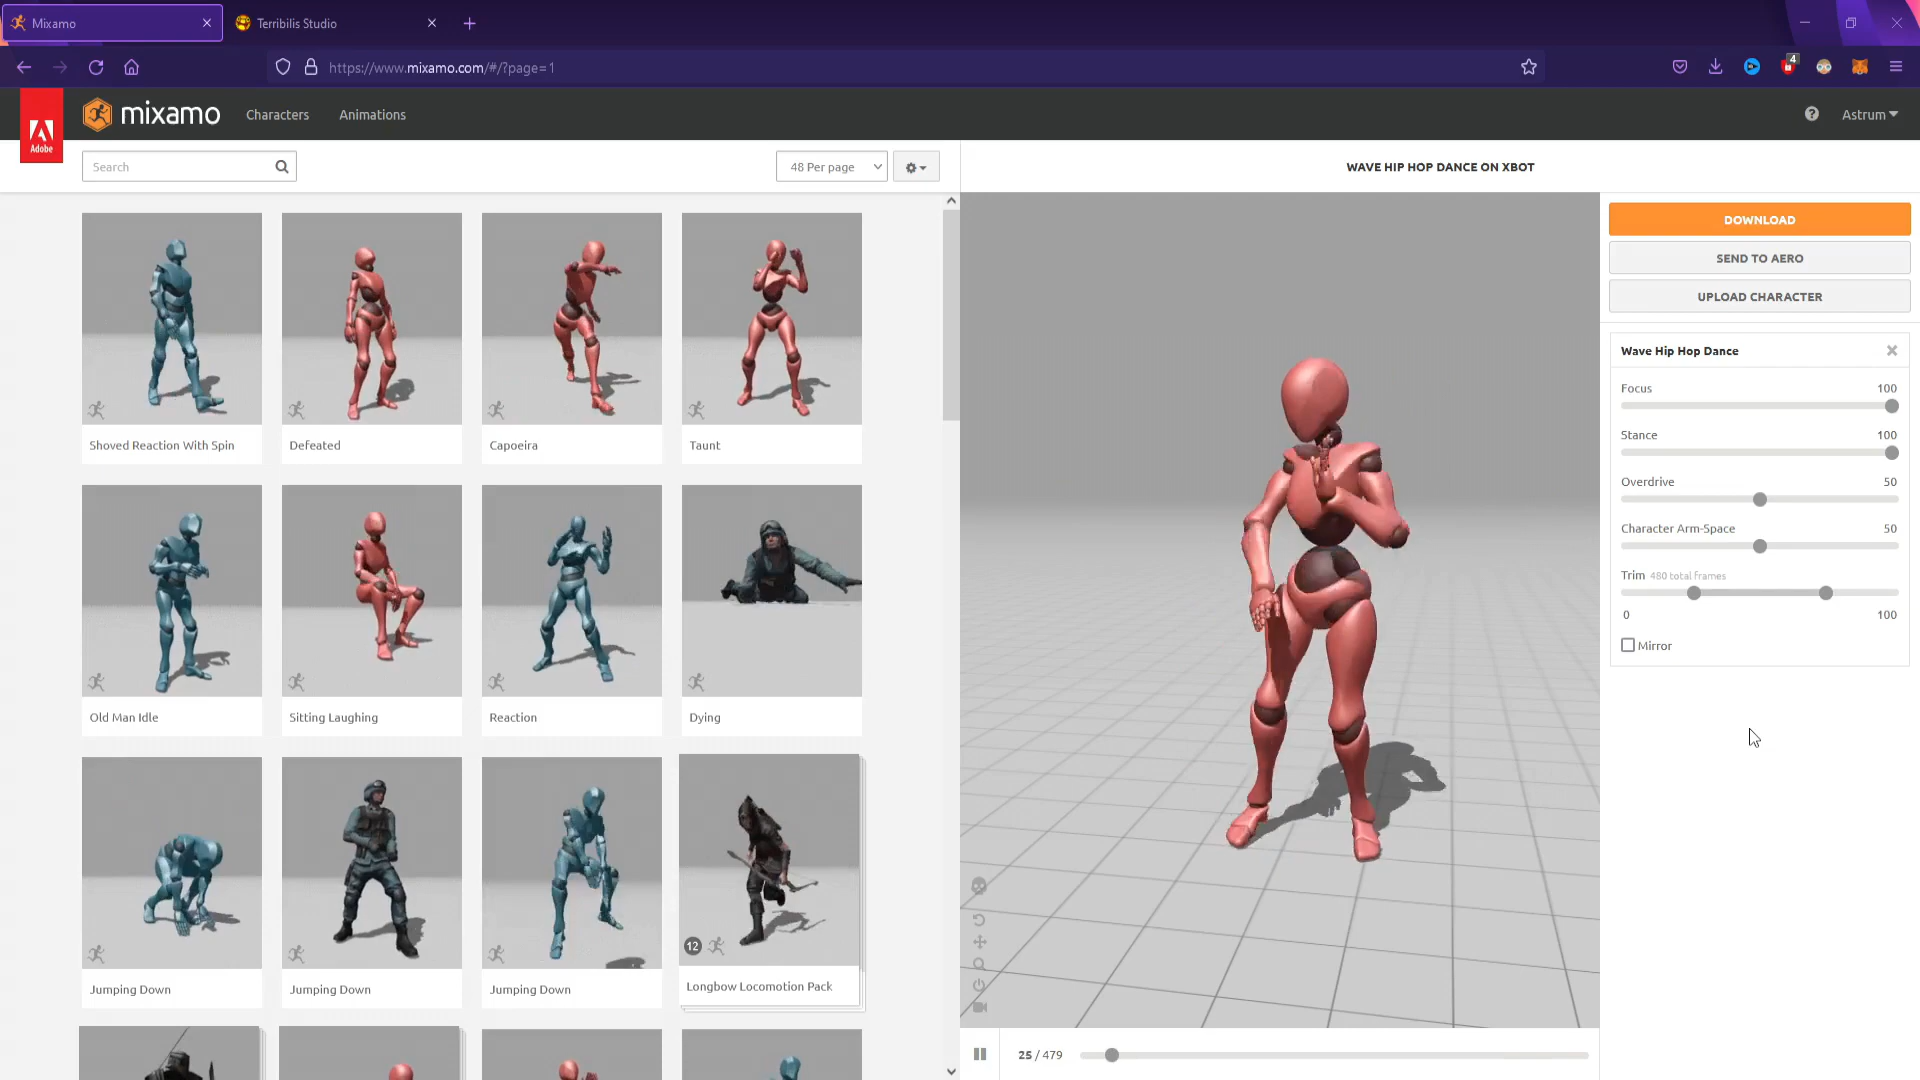 Mixamo
Terribilis Studio
https://www.mixamo.com/#/?page=1
4
Adobe
mixamo
Characters
Animations
Astrum
Search
48 Per page
WAVE HIP HOP DANCE ON XBOT
DOWNLOAD
SEND TO AERO
UPLOAD CHARACTER
Wave Hip Hop Dance
Focus 100
Stance 100
Overdrive 50
Character Arm-Space 50
Trim 480 total frames
0 100
Mirror
Shoved Reaction With Spin
Defeated
Capoeira
Taunt
Old Man Idle
Sitting Laughing
Reaction
Dying
12
Jumping Down
Jumping Down
Jumping Down
Longbow Locomotion Pack
25 / 479